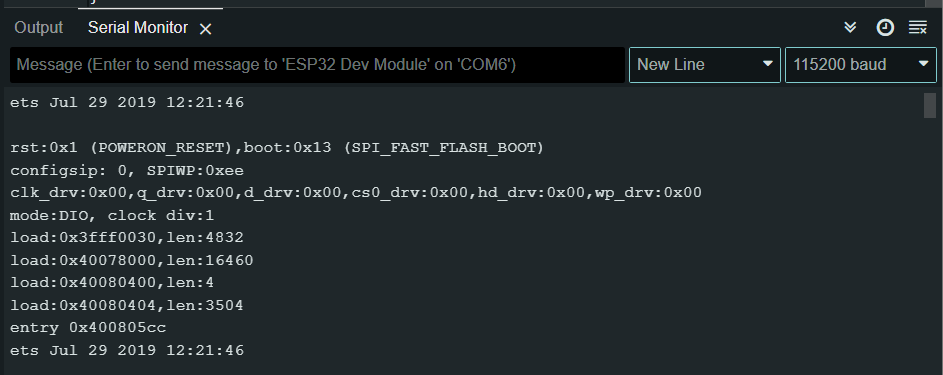 Output Serial Monitor
Message (Enter to send message to 'ESP32 Dev Module' on 'COM6') New Line 115200 baud
ets Jul 29 2019 12:21:46
rst:0x1 (POWERON_RESET),boot:0x13 (SPI_FAST_FLASH_BOOT)
configsip: 0, SPIWP:0xee
clk_drv:0x00,q_drv:0x00,d_drv:0x00,cs0_drv:0x00,hd_drv:0x00,wp_drv:0x00
mode:DIO, clock div:1
load:0x3fff0030,len:4832
load:0x40078000,len:16460
load:0x40080400,len:4
load:0x40080404,len:3504
entry 0x400805cc
ets Jul 29 2019 12:21:46